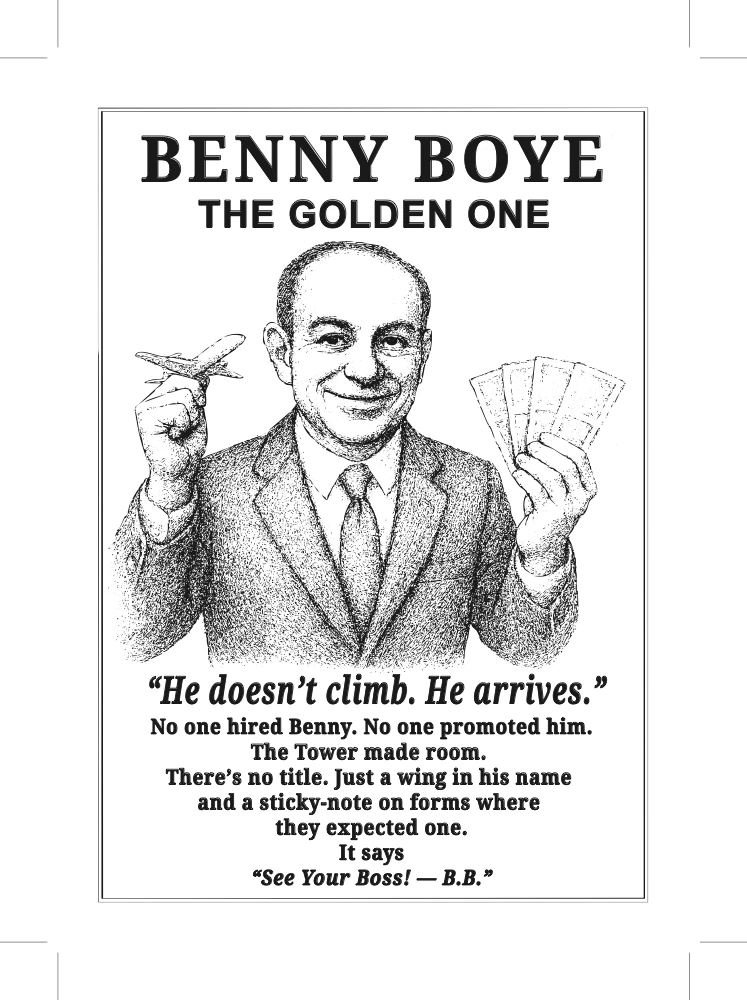 BENNY BOYE
THE GOLDEN ONE
“He doesn’t climb. He arrives.”
No one hired Benny. No one promoted him.
The Tower made room.
There’s no title. Just a wing in his name
and a sticky-note on forms where
they expected one.
It says
“See Your Boss! — B.B.”